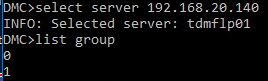 DMC>select server 192.168.20.140
INFO: Selected server: tdmflp01
DMC>list group
0
1